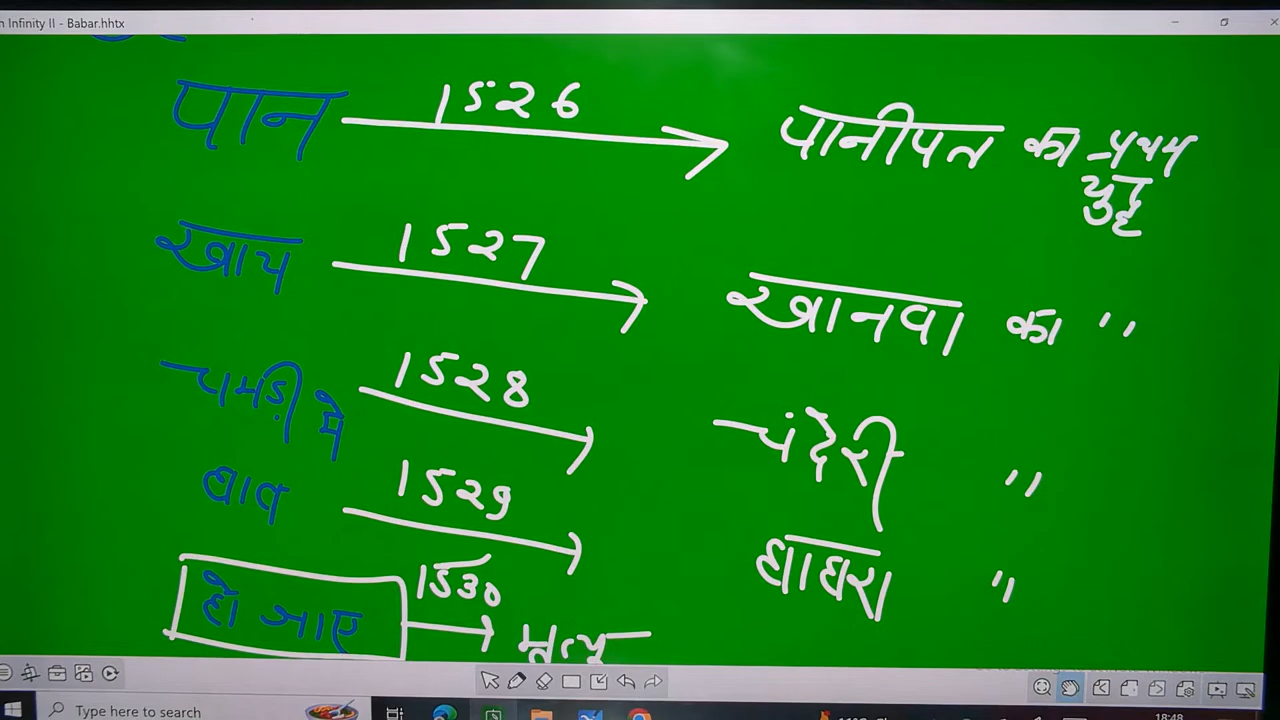 n Infinity II - Babar.hhtx
पान 1526 पानीपत का प्रथम
युद्ध
खाय 1527 खानवा का "
चमड़ी मे 1528 चंदेरी "
घाव 1529 घाघरा "
हो जाए 1530 मृत्यु
Type here to search
18:48